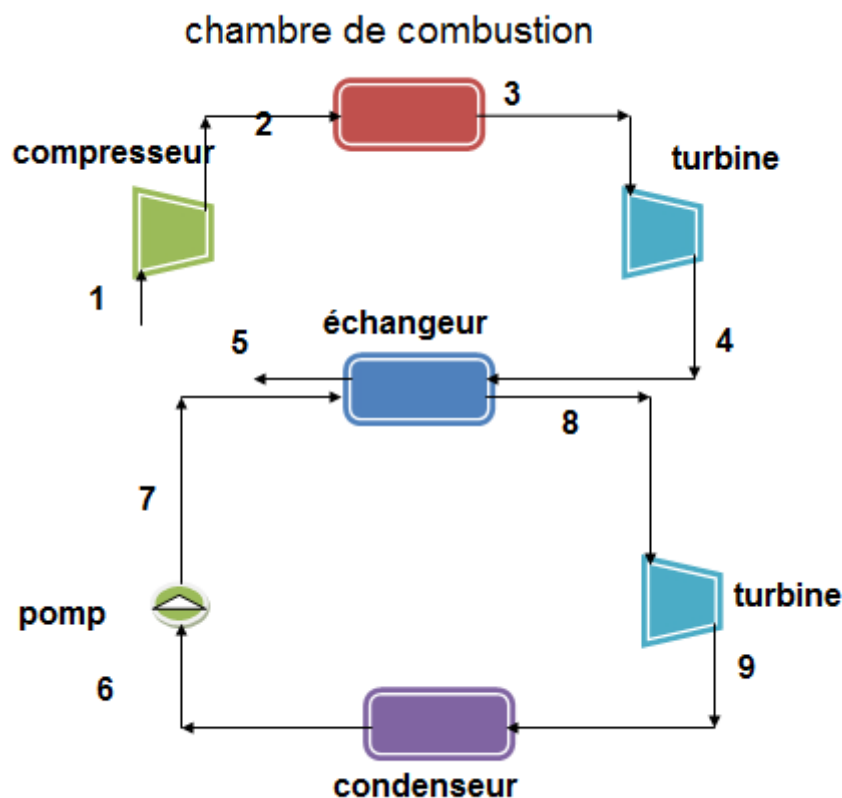 chambre de combustion
3
2
compresseur
turbine
1
échangeur
5
4
8
7
pomp
turbine
6
9
condenseur